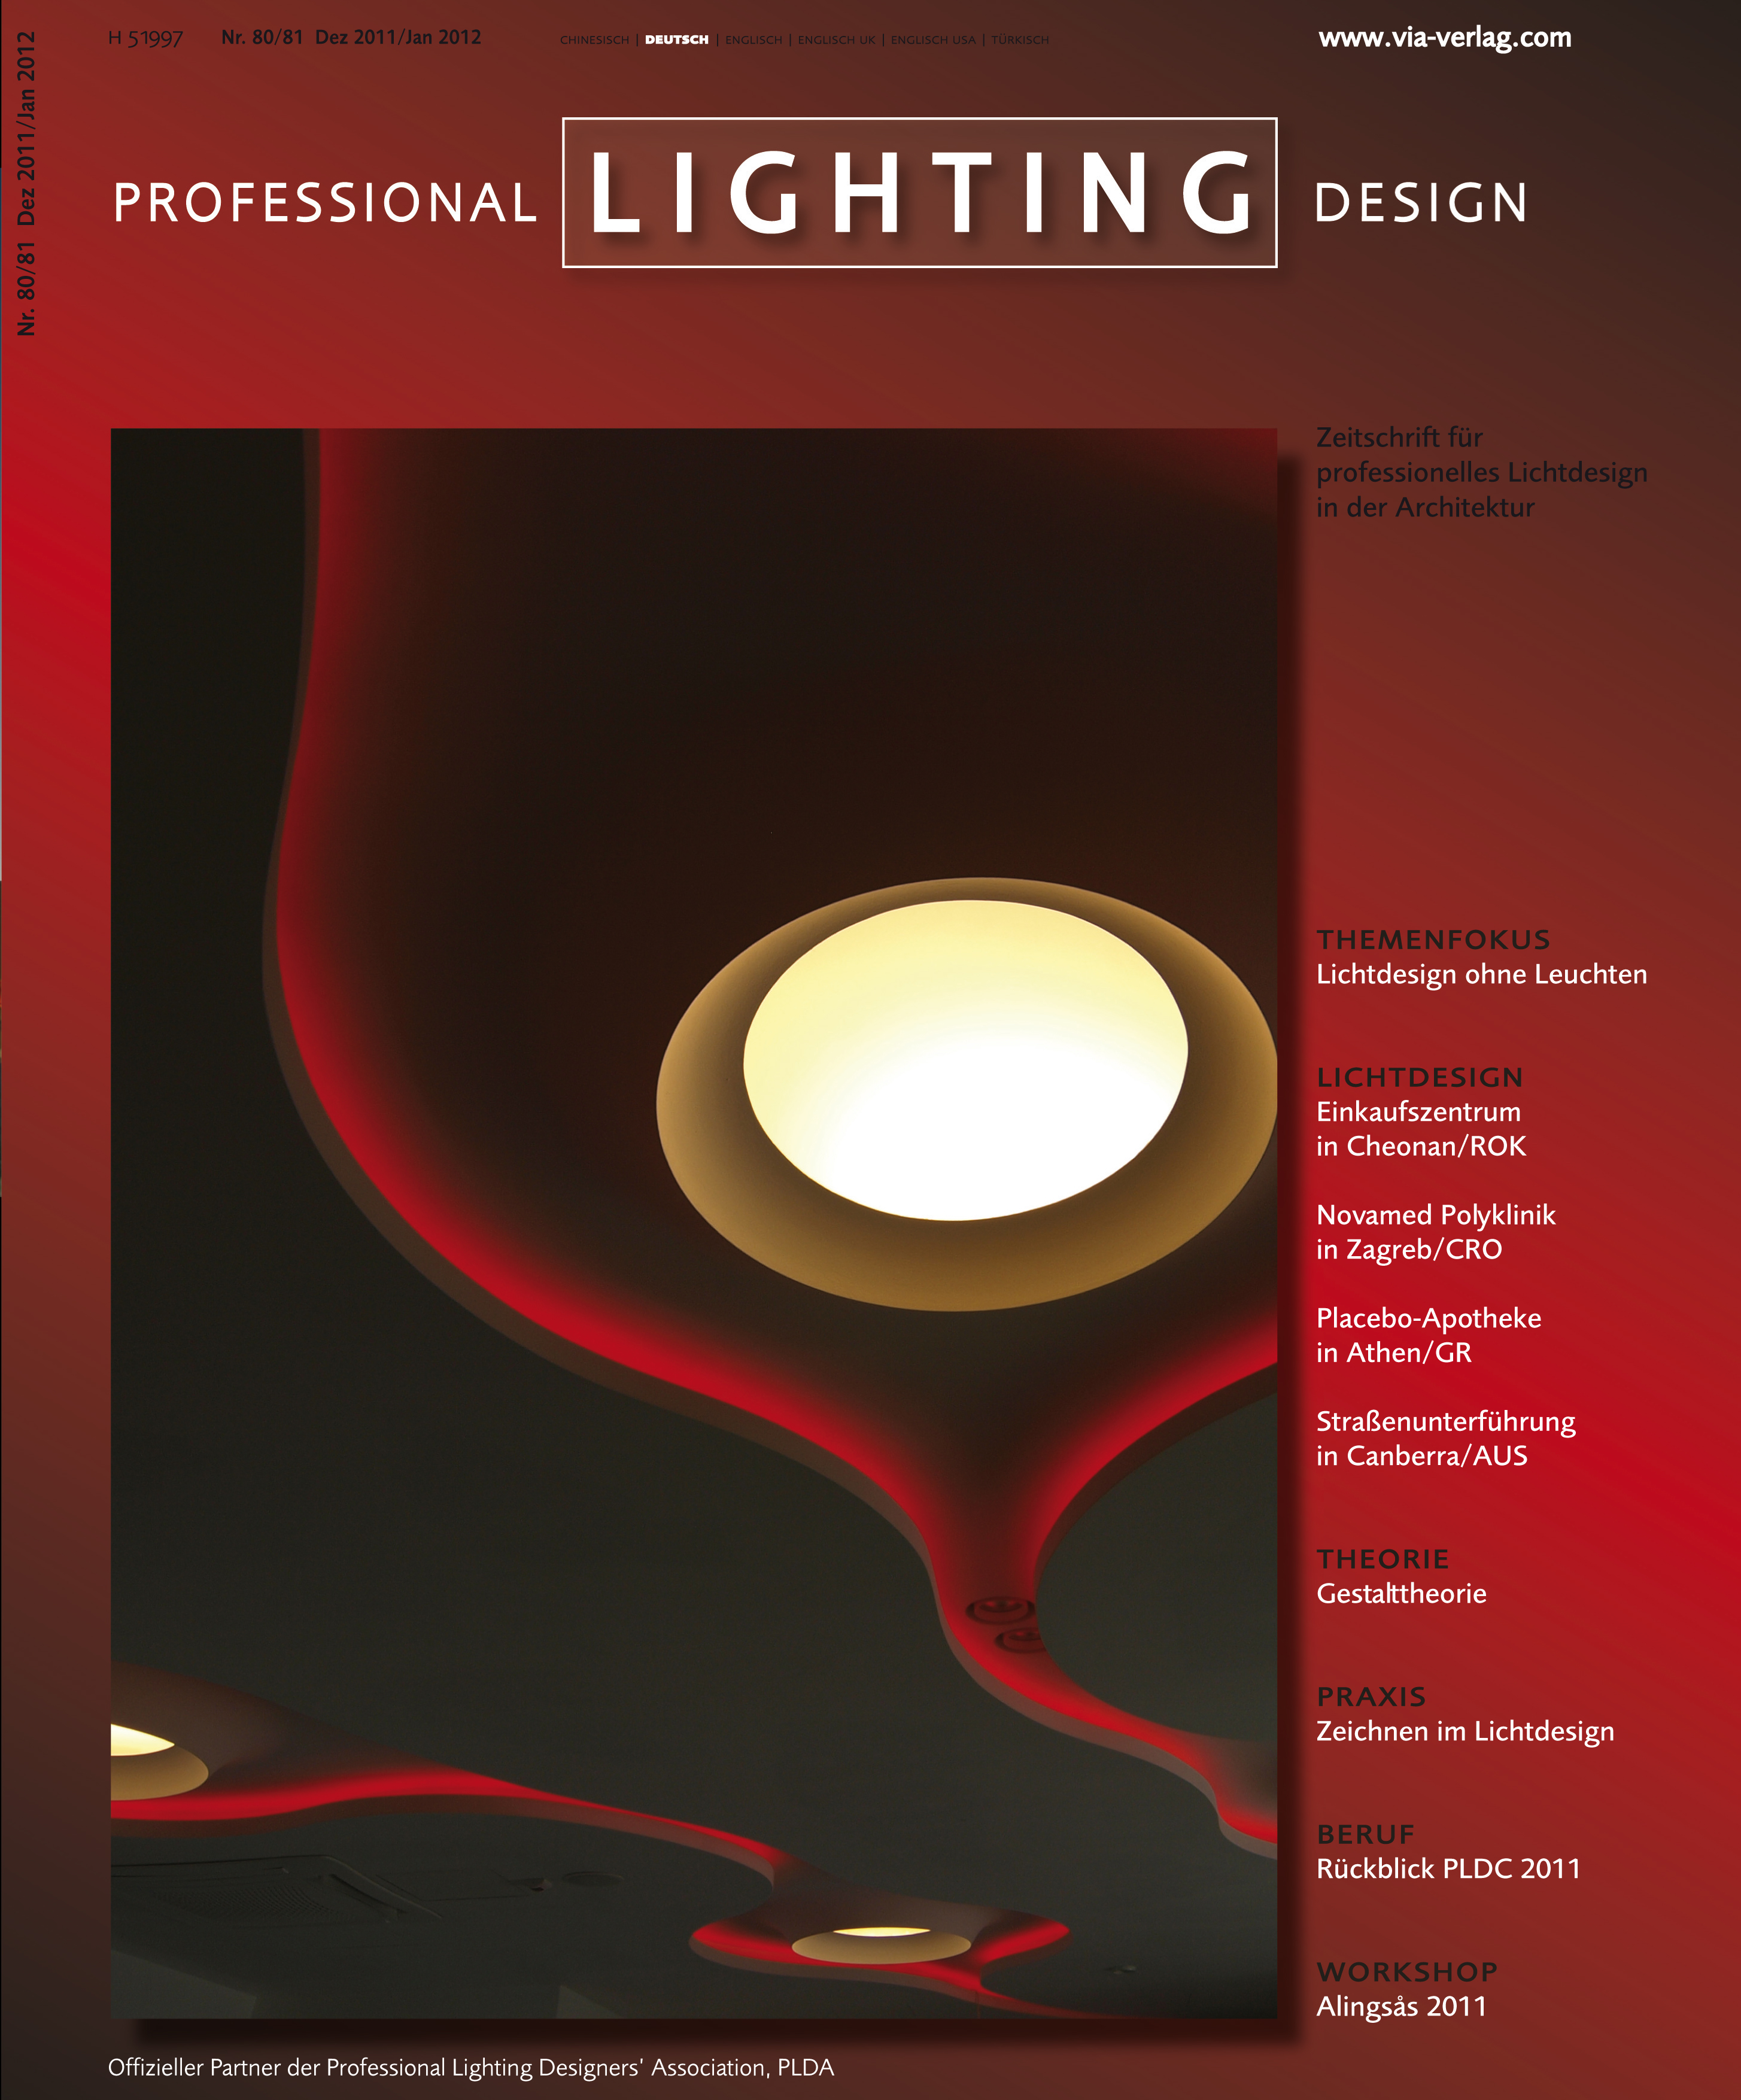 Nr. 80/81 Dez 2011/Jan 2012
H 51997 Nr. 80/81 Dez 2011/Jan 2012 CHINESISCH | DEUTSCH | ENGLISCH | ENGLISCH UK | ENGLISCH USA | TÜRKISCH www.via-verlag.com
PROFESSIONAL LIGHTING DESIGN
Zeitschrift für
professionelles Lichtdesign
in der Architektur
THEMENFOKUS
Lichtdesign ohne Leuchten
LICHTDESIGN
Einkaufszentrum
in Cheonan/ROK
Novamed Polyklinik
in Zagreb/CRO
Placebo-Apotheke
in Athen/GR
Straßenunterführung
in Canberra/AUS
THEORIE
Gestalttheorie
PRAXIS
Zeichnen im Lichtdesign
BERUF
Rückblick PLDC 2011
WORKSHOP
Alingsås 2011
Offizieller Partner der Professional Lighting Designers' Association, PLDA